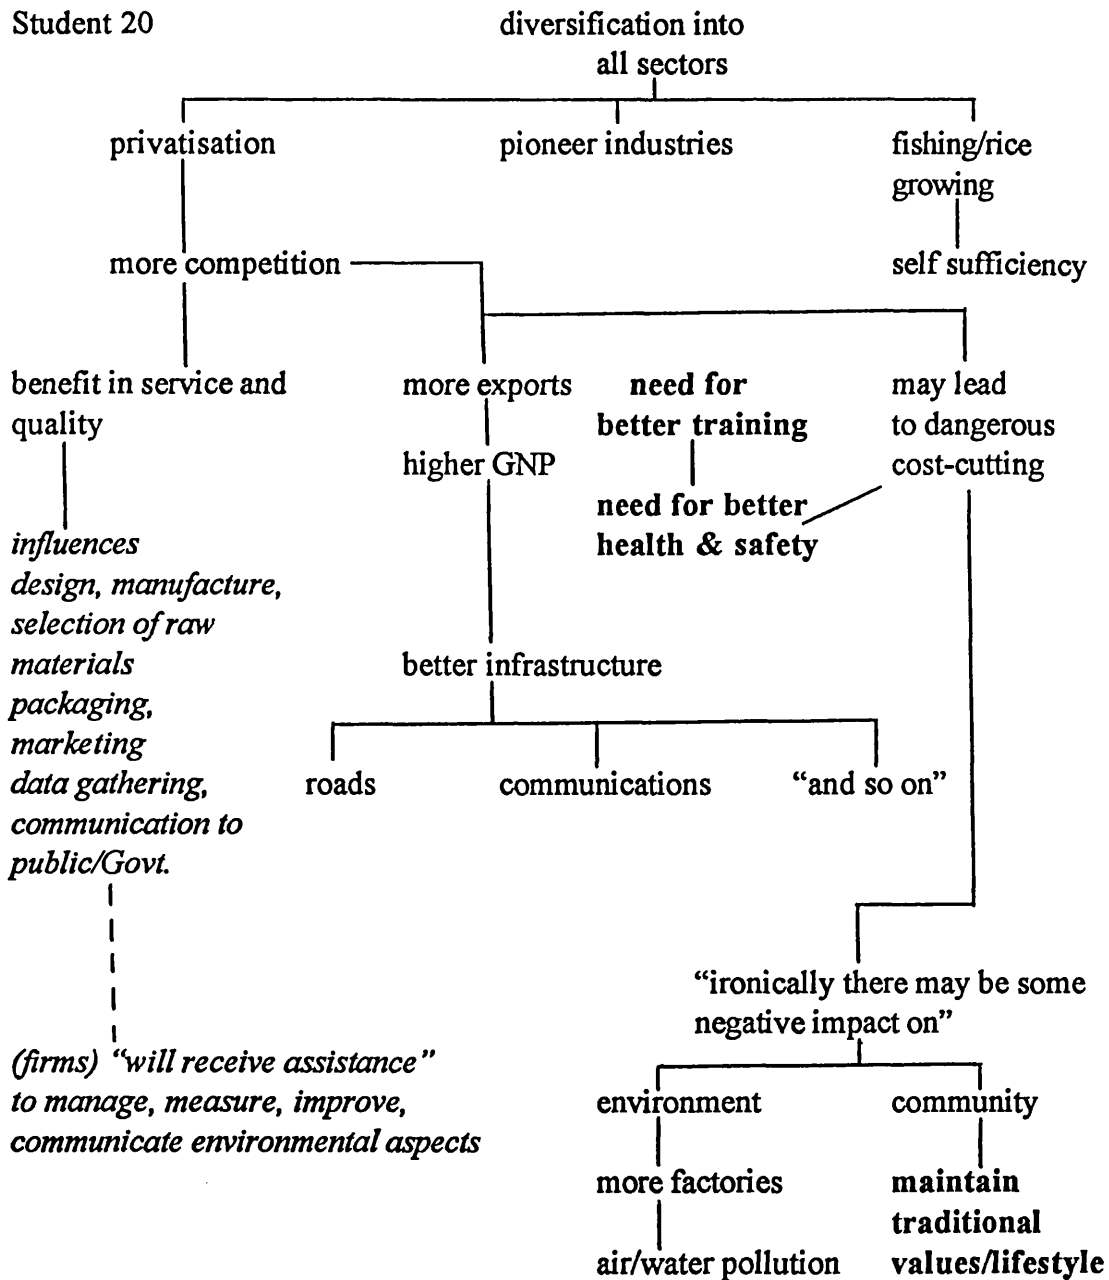 Student 20
diversification into
all sectors
privatisation
pioneer industries
fishing/rice
growing
more competition
self sufficiency
benefit in service and
quality
more exports
need for
better training
may lead
to dangerous
cost-cutting
higher GNP
need for better
health & safety
influences
design, manufacture,
selection of raw
materials
packaging,
marketing
data gathering,
communication to
public/Govt.
better infrastructure
roads
communications
“and so on”
“ironically there may be some
negative impact on”
(firms) “will receive assistance”
to manage, measure, improve,
communicate environmental aspects
environment
community
more factories
air/water pollution
maintain
traditional
values/lifestyle